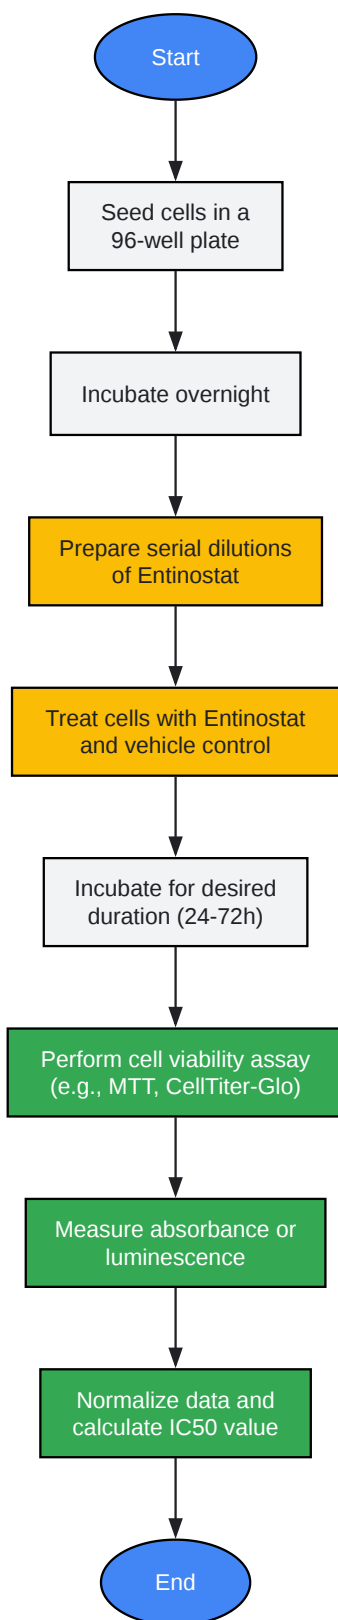 Start
Seed cells in a
96-well plate
Incubate overnight
Prepare serial dilutions
of Entinostat
Treat cells with Entinostat
and vehicle control
Incubate for desired
duration (24-72h)
Perform cell viability assay
(e.g., MTT, CellTiter-Glo)
Measure absorbance or
luminescence
Normalize data and
calculate IC50 value
End